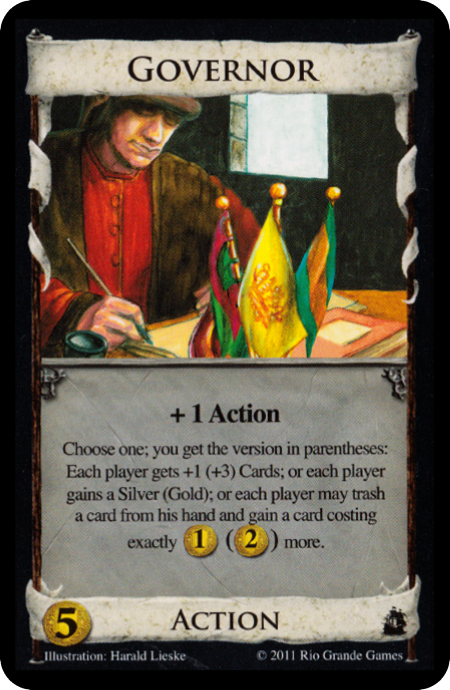 GOVERNOR
+ 1 Action
Choose one; you get the version in parentheses:
Each player gets +1 (+3) Cards; or each player
gains a Silver (Gold); or each player may trash
a card from his hand and gain a card costing
exactly 1 (2) more.
5 ACTION
Illustration: Harald Lieske © 2011 Rio Grande Games